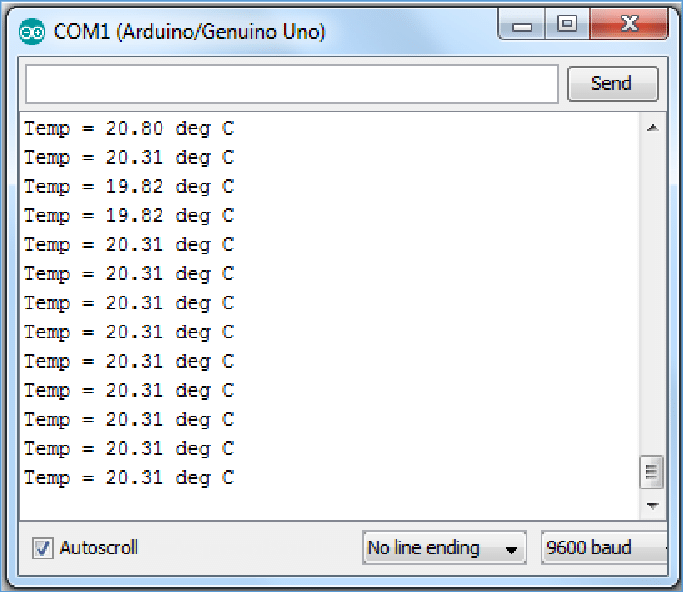 COM1 (Arduino/Genuino Uno)
Send
Temp = 20.80 deg C
Temp = 20.31 deg C
Temp = 19.82 deg C
Temp = 19.82 deg C
Temp = 20.31 deg C
Temp = 20.31 deg C
Temp = 20.31 deg C
Temp = 20.31 deg C
Temp = 20.31 deg C
Temp = 20.31 deg C
Temp = 20.31 deg C
Temp = 20.31 deg C
Temp = 20.31 deg C
Autoscroll No line ending 9600 baud